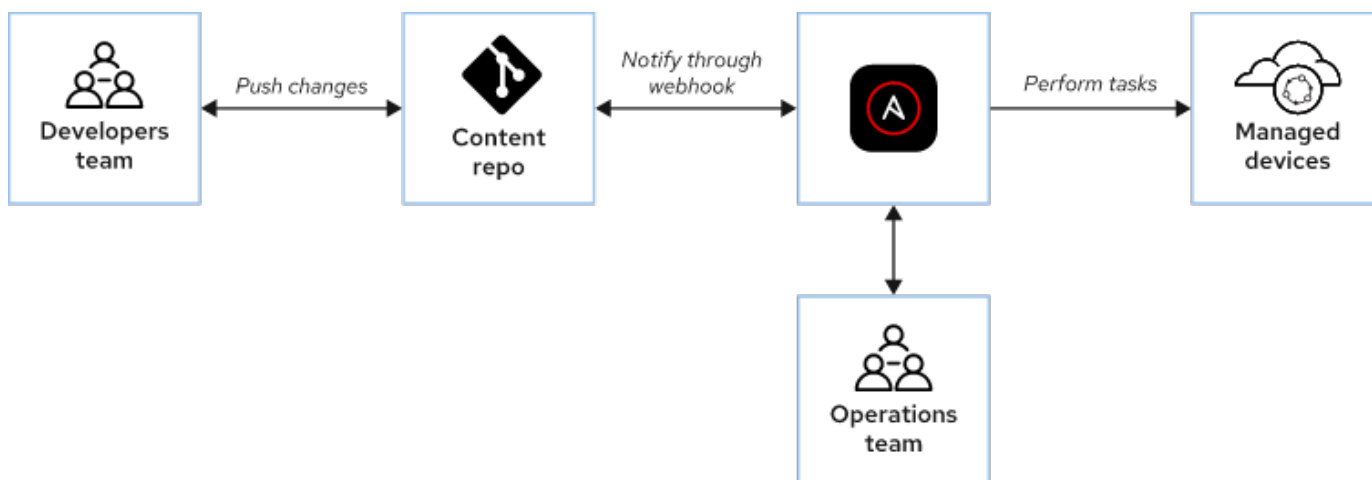 Developers
team
Push changes
Content
repo
Notify through
webhook
Perform tasks
Managed
devices
Operations
team